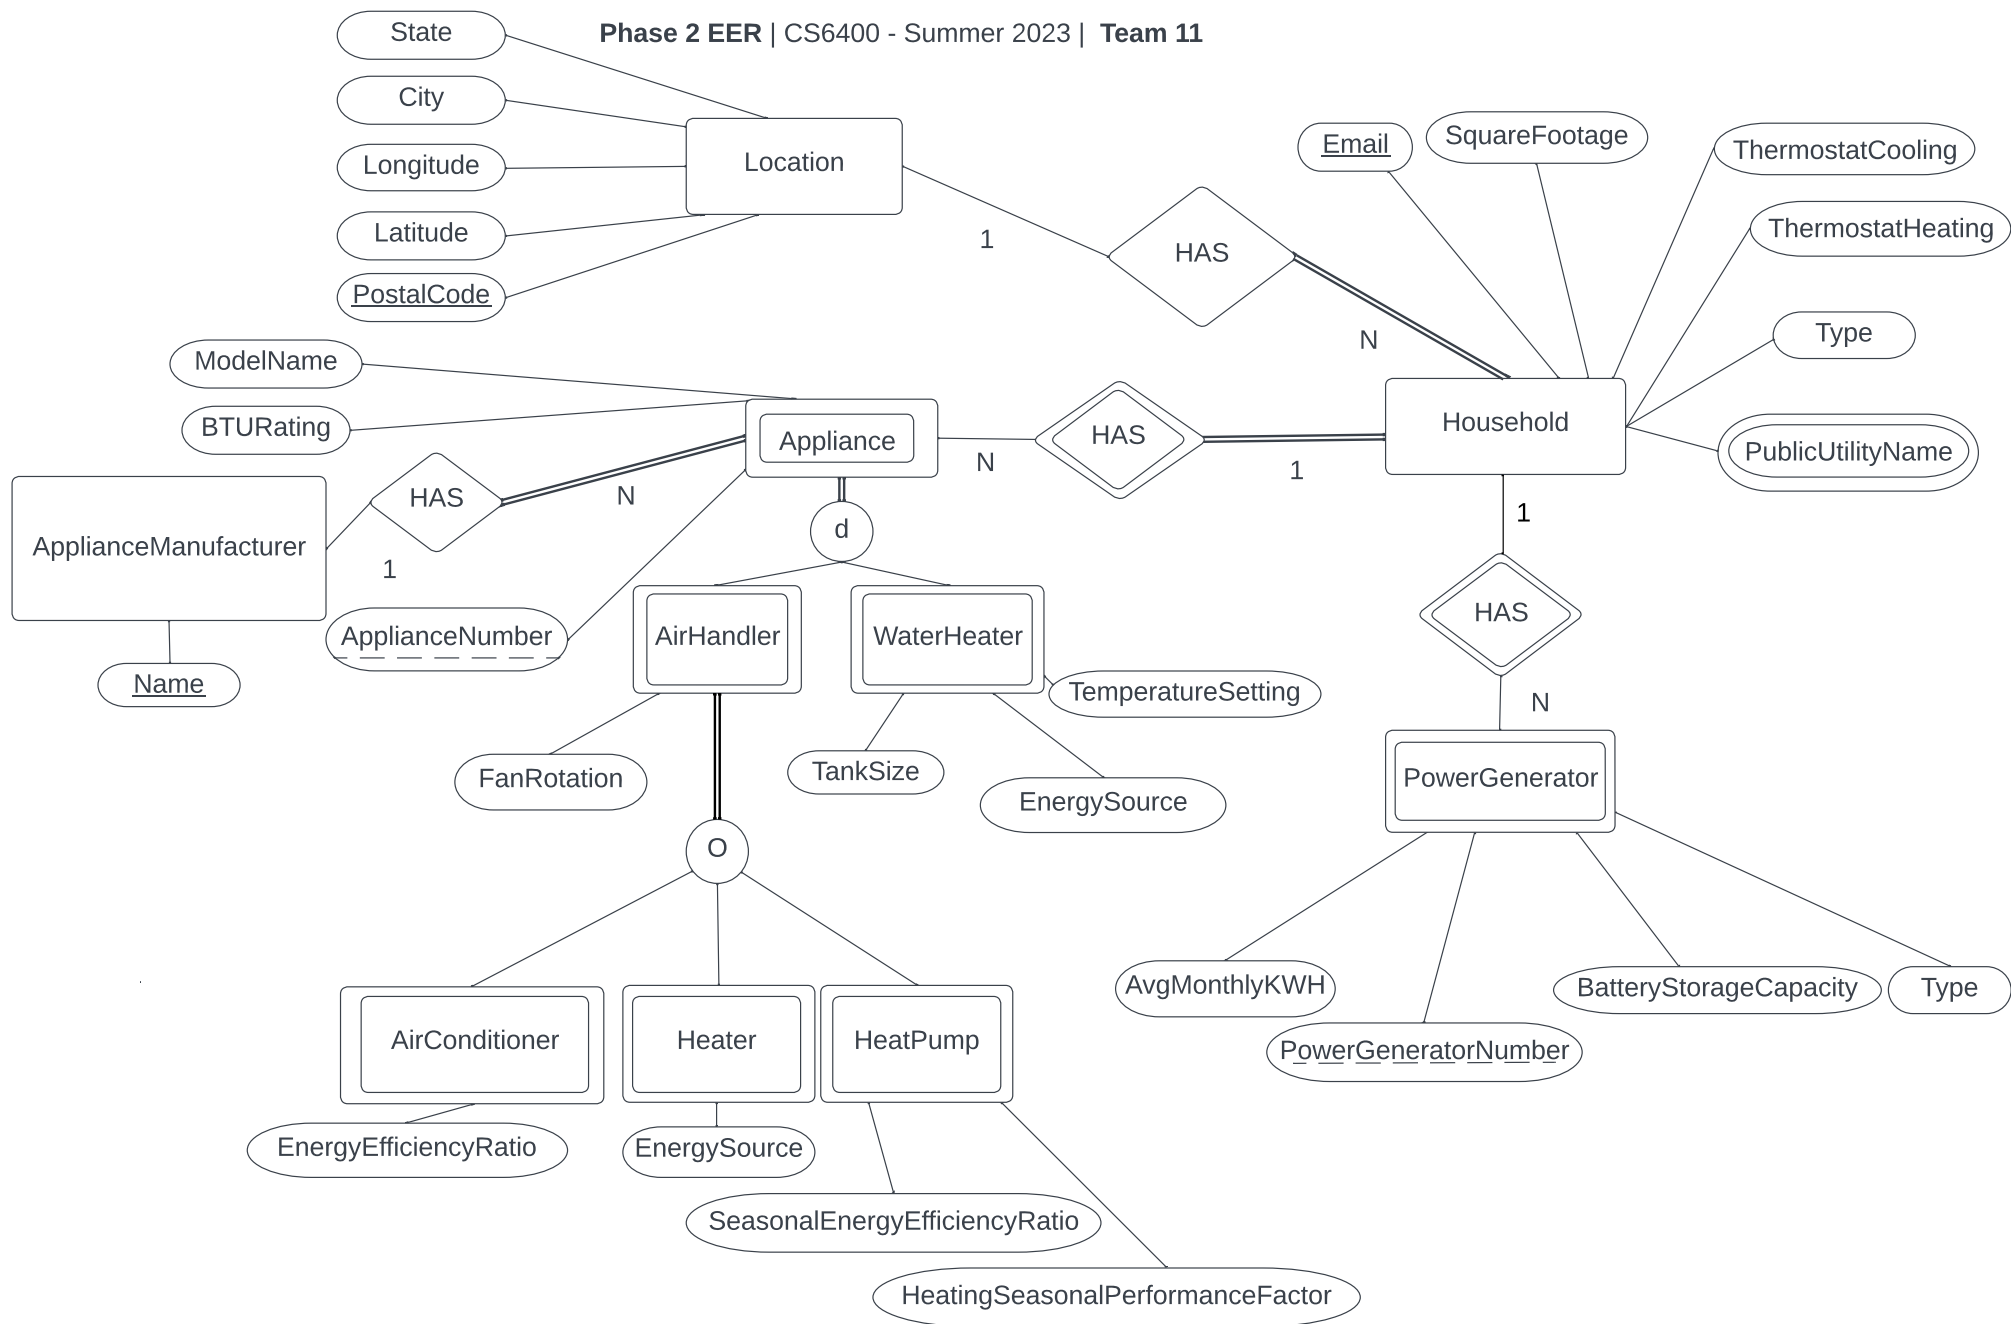 State
Phase 2 EER | CS6400 - Summer 2023 | Team 11
City
Longitude
Latitude
PostalCode
Location
1
HAS
N
Email
SquareFootage
ThermostatCooling
ThermostatHeating
Type
PublicUtilityName
Household
ModelName
BTURating
Appliance
N
HAS
1
ApplianceManufacturer
1
HAS
N
Name
ApplianceNumber
d
AirHandler
WaterHeater
TemperatureSetting
FanRotation
TankSize
EnergySource
1
HAS
N
PowerGenerator
O
AvgMonthlyKWH
PowerGeneratorNumber
BatteryStorageCapacity
Type
AirConditioner
Heater
HeatPump
EnergyEfficiencyRatio
EnergySource
SeasonalEnergyEfficiencyRatio
HeatingSeasonalPerformanceFactor